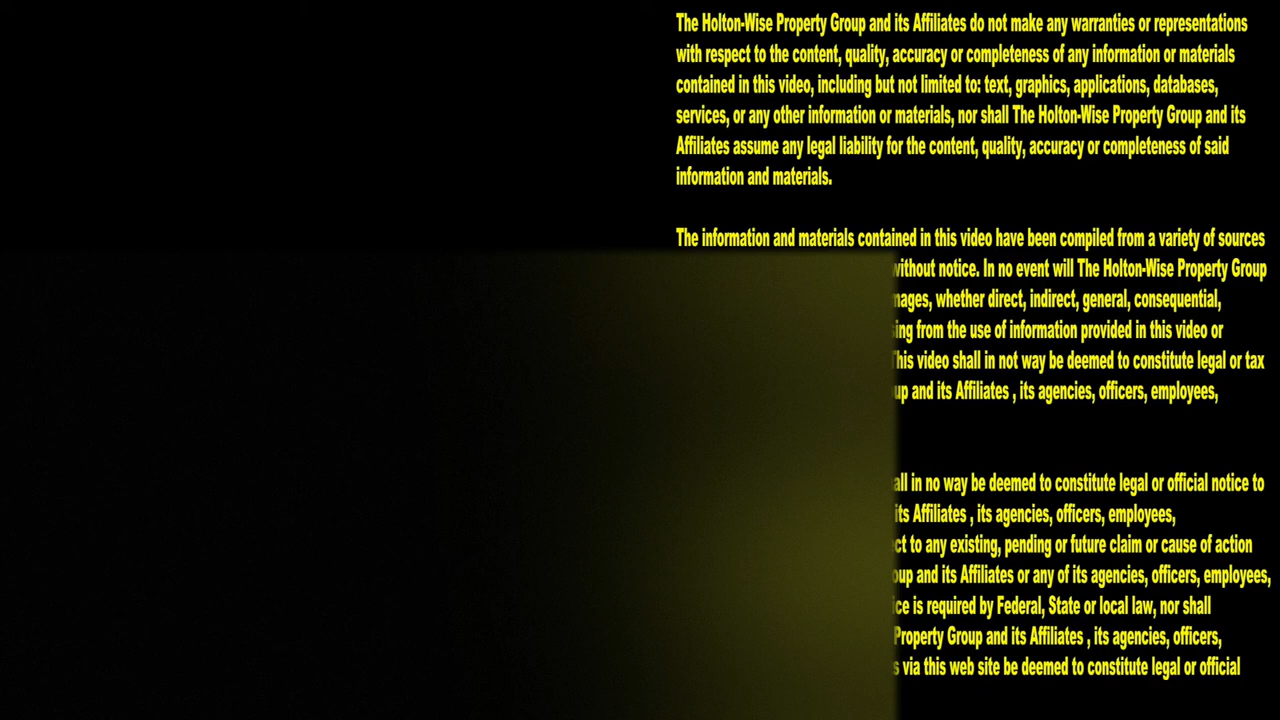 The Holton-Wise Property Group and its Affiliates do not make any warranties or representations
with respect to the content, quality, accuracy or completeness of any information or materials
contained in this video, including but not limited to: text, graphics, applications, databases,
services, or any other information or materials, nor shall The Holton-Wise Property Group and its
Affiliates assume any legal liability for the content, quality, accuracy or completeness of said
information and materials.
The information and materials contained in this video have been compiled from a variety of sources
without notice. In no event will The Holton-Wise Property Group
whether direct, indirect, general, consequential,
from the use of information provided in this video or
This video shall in not way be deemed to constitute legal or tax
and its Affiliates , its agencies, officers, employees,
in no way be deemed to constitute legal or official notice to
its Affiliates , its agencies, officers, employees,
to any existing, pending or future claim or cause of action
and its Affiliates or any of its agencies, officers, employees,
is required by Federal, State or local law, nor shall
Property Group and its Affiliates , its agencies, officers,
via this web site be deemed to constitute legal or official